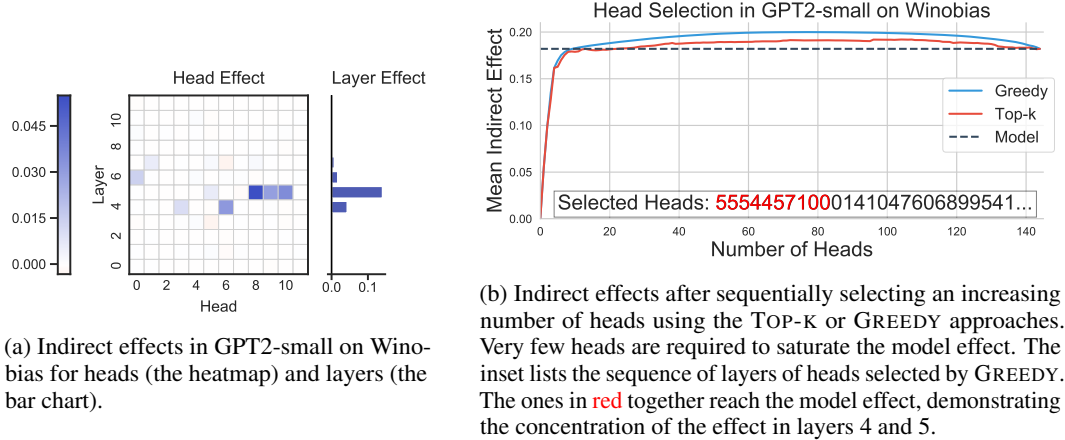 Head Effect
Layer Effect
0.045
0.030
0.015
0.000
Layer
10
8
6
4
2
0
0 2 4 6 8 10
Head
0.0 0.1
(a) Indirect effects in GPT2-small on Wino-
bias for heads (the heatmap) and layers (the
bar chart).
Head Selection in GPT2-small on Winobias
Mean Indirect Effect
0.20
0.15
0.10
0.05
0.00
Greedy
Top-k
Model
Selected Heads: 55544571000141047606899541...
0 20 40 60 80 100 120 140
Number of Heads
(b) Indirect effects after sequentially selecting an increasing
number of heads using the TOP-K or GREEDY approaches.
Very few heads are required to saturate the model effect. The
inset lists the sequence of layers of heads selected by GREEDY.
The ones in red together reach the model effect, demonstrating
the concentration of the effect in layers 4 and 5.